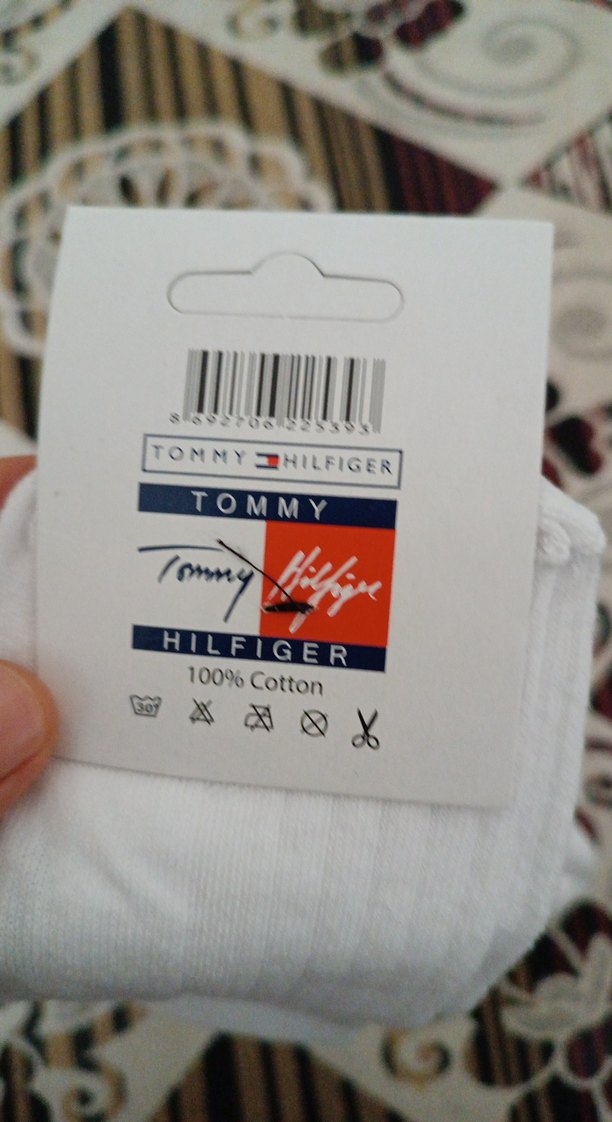 8 692706 225393
TOMMY HILFIGER
TOMMY
Tommy Hilfiger
HILFIGER
100% Cotton
30°